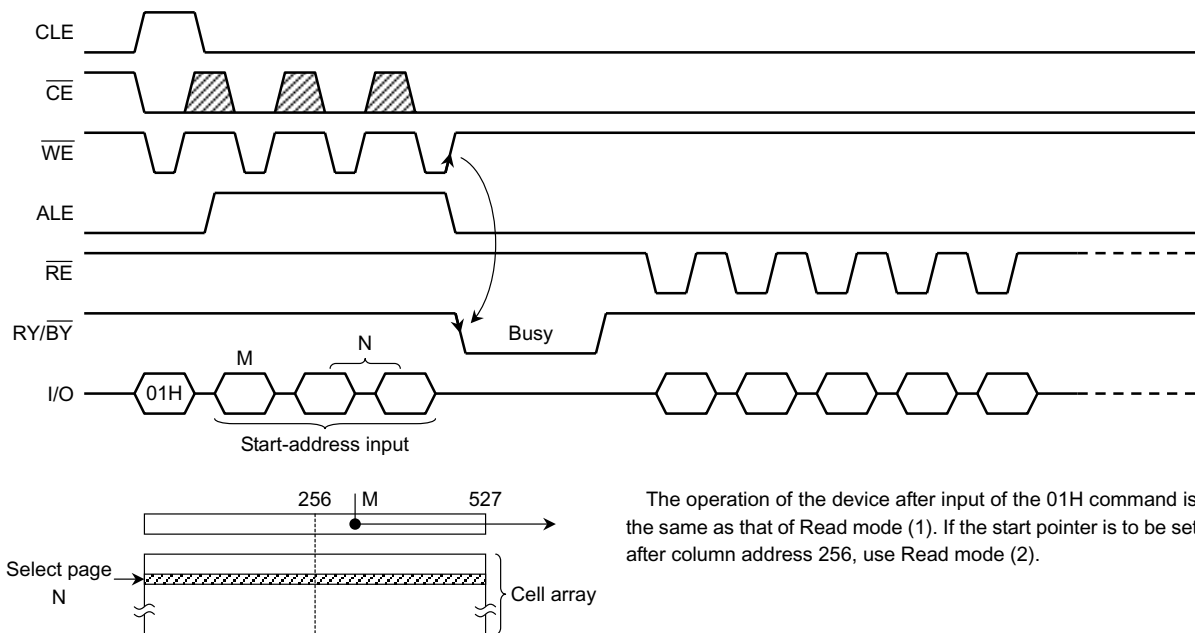 CLE
CE
WE
ALE
RE
RY/BY
Busy
M
N
I/O
01H
Start-address input
256
M
527
The operation of the device after input of the 01H command is
the same as that of Read mode (1). If the start pointer is to be set
after column address 256, use Read mode (2).
Select page
N
Cell array